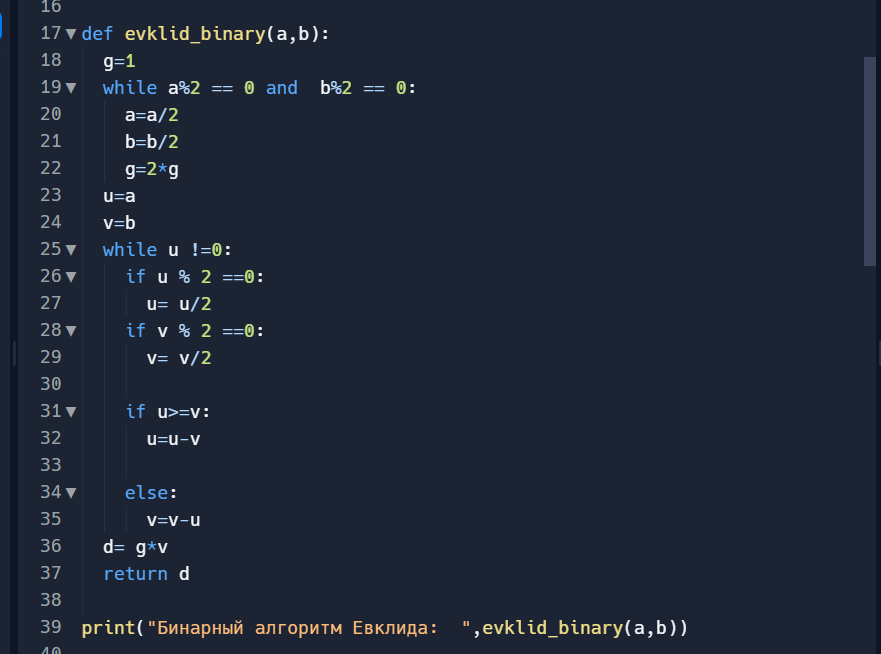 16
17 def evklid_binary(a,b):
18   g=1
19   while a%2 == 0 and  b%2 == 0:
20     a=a/2
21     b=b/2
22     g=2*g
23   u=a
24   v=b
25   while u !=0:
26     if u % 2 ==0:
27       u= u/2
28     if v % 2 ==0:
29       v= v/2
30
31     if u>=v:
32       u=u-v
33
34     else:
35       v=v-u
36   d= g*v
37   return d
38
39 print("Бинарный алгоритм Евклида:  ",evklid_binary(a,b))
40